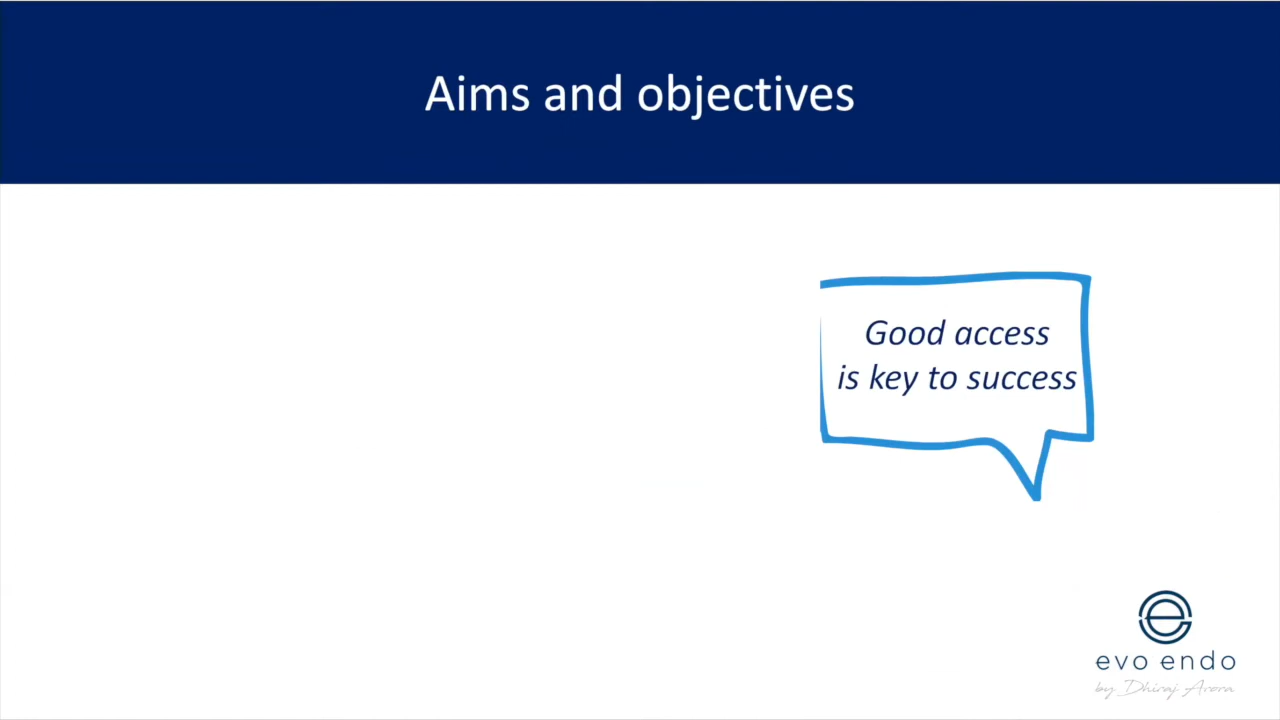 Aims and objectives
Good access
is key to success
evo endo
by Dhiraj Arora